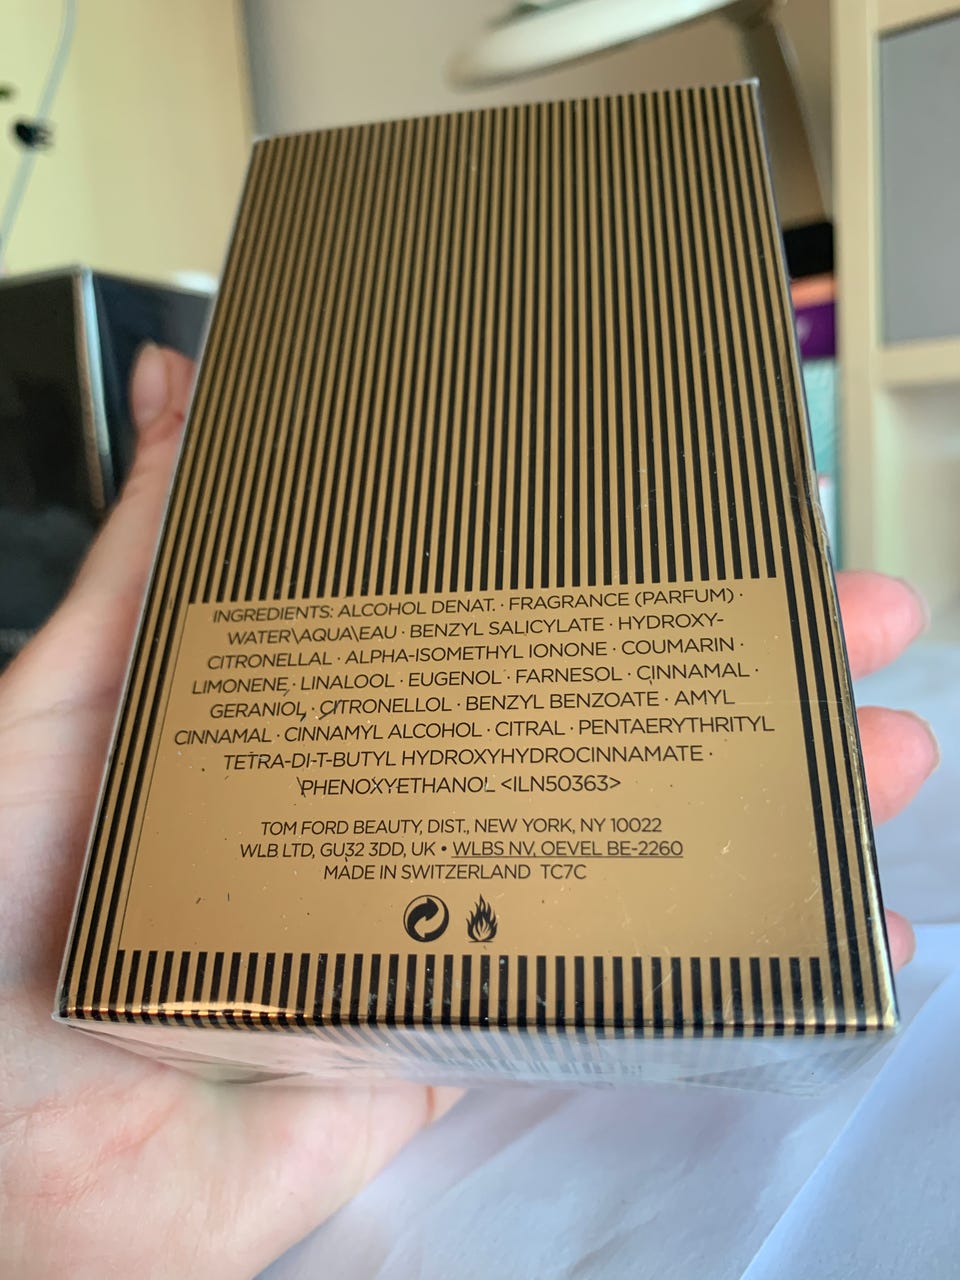 INGREDIENTS: ALCOHOL DENAT. · FRAGRANCE (PARFUM) ·
WATER\AQUA\EAU · BENZYL SALICYLATE · HYDROXY-
CITRONELLAL · ALPHA-ISOMETHYL IONONE · COUMARIN ·
LIMONENE · LINALOOL · EUGENOL · FARNESOL · CINNAMAL ·
GERANIOL · CITRONELLOL · BENZYL BENZOATE · AMYL
CINNAMAL · CINNAMYL ALCOHOL · CITRAL · PENTAERYTHRITYL
TETRA-DI-T-BUTYL HYDROXYHYDROCINNAMATE ·
PHENOXYETHANOL <ILN50363>
TOM FORD BEAUTY, DIST., NEW YORK, NY 10022
WLB LTD, GU32 3DD, UK • WLBS NV, OEVEL BE-2260
MADE IN SWITZERLAND TC7C